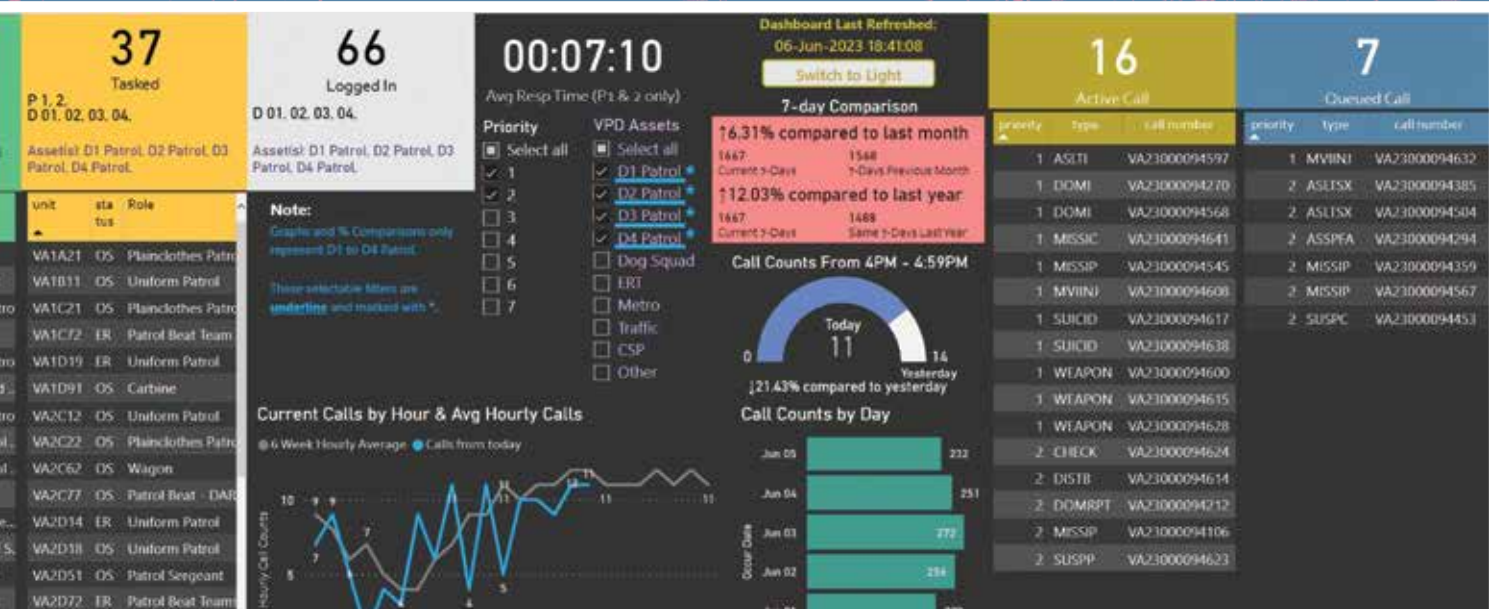 37
Tasked
P 1, 2,
D 01. 02. 03. 04.
Asset(s): D1 Patrol, D2 Patrol, D3
Patrol, D4 Patrol.
unit status Role
VA1A21 OS Plainclothes Patro
VA1B11 OS Uniform Patrol
VA1C21 OS Plainclothes Patro
VA1C72 ER Patrol Beat Team
VA1D19 ER Uniform Patrol
VA1D91 OS Carbine
VA2C12 OS Uniform Patrol
VA2C22 OS Plainclothes Patro
VA2C62 OS Wagon
VA2C77 OS Patrol Beat - DAR
VA2D14 ER Uniform Patrol
VA2D18 OS Uniform Patrol
VA2D51 OS Patrol Sergeant
VA2D72 ER Patrol Beat Teams
66
Logged In
D 01. 02. 03. 04.
Asset(s): D1 Patrol, D2 Patrol, D3
Patrol, D4 Patrol.
Note:
Graphs and % Comparisons only
represent D1 to D4 Patrol.
These selectable filters are
underline and marked with *.
00:07:10
Avg Resp Time (P1 & 2 only)
Priority
Select all
1
2
3
4
5
6
7
VPD Assets
Select all
D1 Patrol *
D2 Patrol *
D3 Patrol *
D4 Patrol *
Dog Squad
ERT
Metro
Traffic
CSP
Other
Dashboard Last Refreshed:
06-Jun-2023 18:41:08
Switch to Light
7-day Comparison
↑6.31% compared to last month
1667 1568
Current 7-Days 7-Days Previous Month
↑12.03% compared to last year
1667 1488
Current 7-Days Same 7-Days Last Year
Call Counts From 4PM - 4:59PM
Today
11
0 14
Yesterday
↓21.43% compared to yesterday
Current Calls by Hour & Avg Hourly Calls
6 Week Hourly Average Calls from today
Hourly Call Counts
10
5
Call Counts by Day
Occur Date
Jun 05 232
Jun 04 251
Jun 03 272
Jun 02 256
16
Active Call
priority type call number
1 ASLTI VA23000094597
1 DOMI VA23000094270
1 DOMI VA23000094568
1 MISSIC VA23000094641
1 MISSIP VA23000094545
1 MVIINJ VA23000094608
1 SUICID VA23000094617
1 SUICID VA23000094638
1 WEAPON VA23000094600
1 WEAPON VA23000094615
1 WEAPON VA23000094628
2 CHECK VA23000094624
2 DISTB VA23000094614
2 DOMRPT VA23000094212
2 MISSIP VA23000094106
2 SUSPP VA23000094623
7
Queued Call
priority type call number
1 MVIINJ VA23000094632
2 ASLTSX VA23000094385
2 ASLTSX VA23000094504
2 ASSPFA VA23000094294
2 MISSIP VA23000094359
2 MISSIP VA23000094567
2 SUSPC VA23000094453